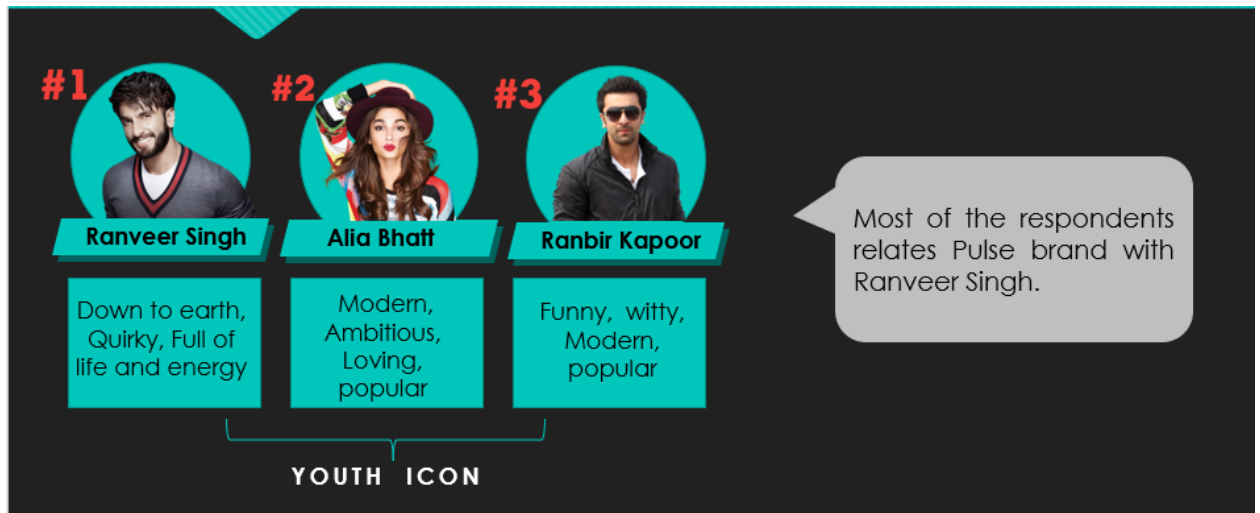 #1
Ranveer Singh
Down to earth,
Quirky, Full of
life and energy
#2
Alia Bhatt
Modern,
Ambitious,
Loving,
popular
#3
Ranbir Kapoor
Funny, witty,
Modern,
popular
YOUTH ICON
Most of the respondents
relates Pulse brand with
Ranveer Singh.